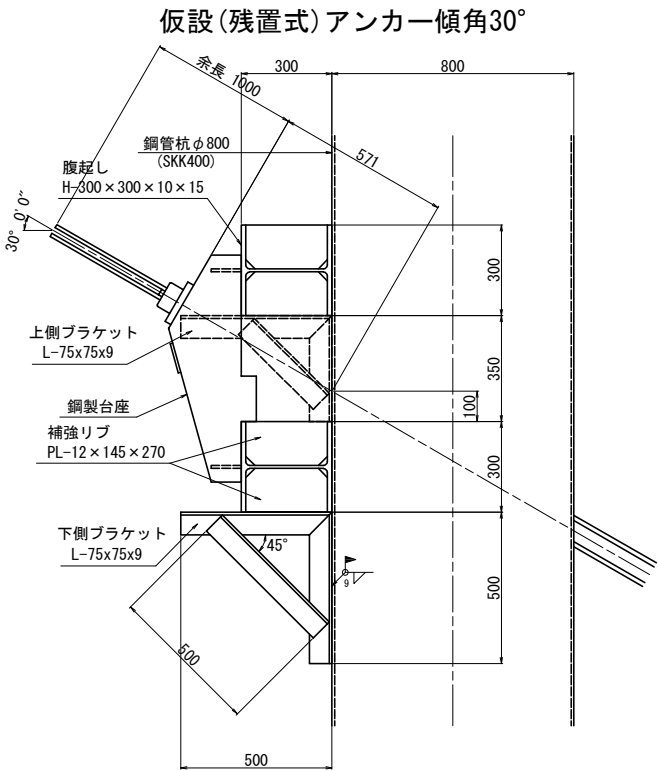 仮設(残置式)アンカー傾角30°
300
800
余長 1000
571
鋼管杭φ800
(SKK400)
腹起し
H-300×300×10×15
30° 0′0″
300
上側ブラケット
L-75x75x9
350
100
鋼製台座
補強リブ
PL-12×145×270
300
下側ブラケット
L-75x75x9
45°
9
500
500
500